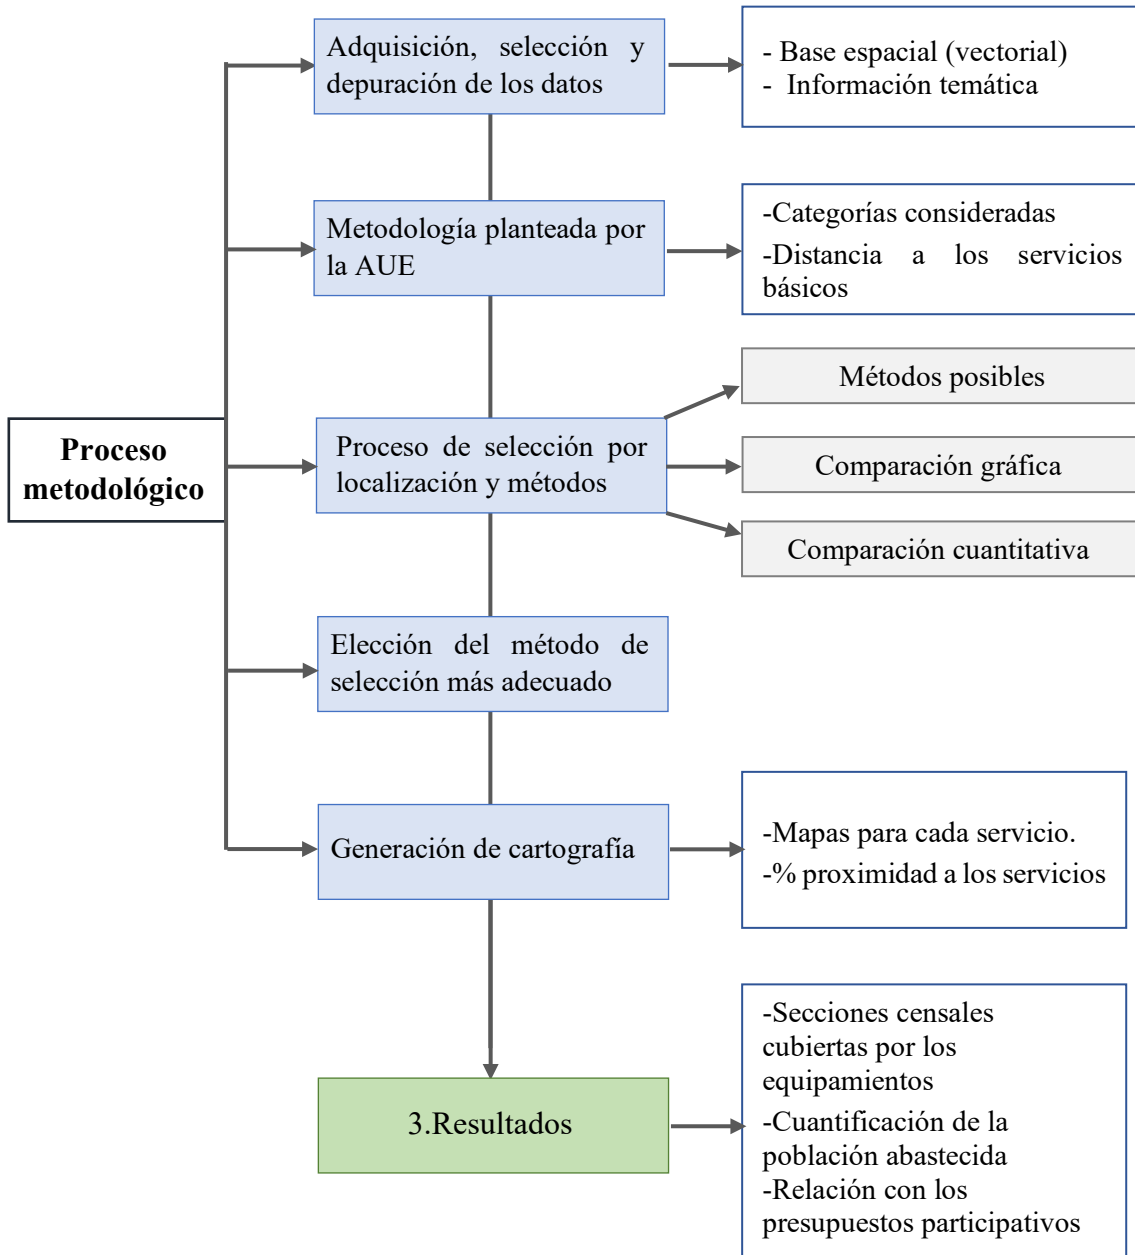 Adquisición, selección y
depuración de los datos
- Base espacial (vectorial)
- Información temática
Metodología planteada por
la AUE
-Categorías consideradas
-Distancia a los servicios
básicos
Proceso
metodológico
Proceso de selección por
localización y métodos
Métodos posibles
Comparación gráfica
Comparación cuantitativa
Elección del método de
selección más adecuado
Generación de cartografía
-Mapas para cada servicio.
-% proximidad a los servicios
3.Resultados
-Secciones censales
cubiertas por los
equipamientos
-Cuantificación de la
población abastecida
-Relación con los
presupuestos participativos